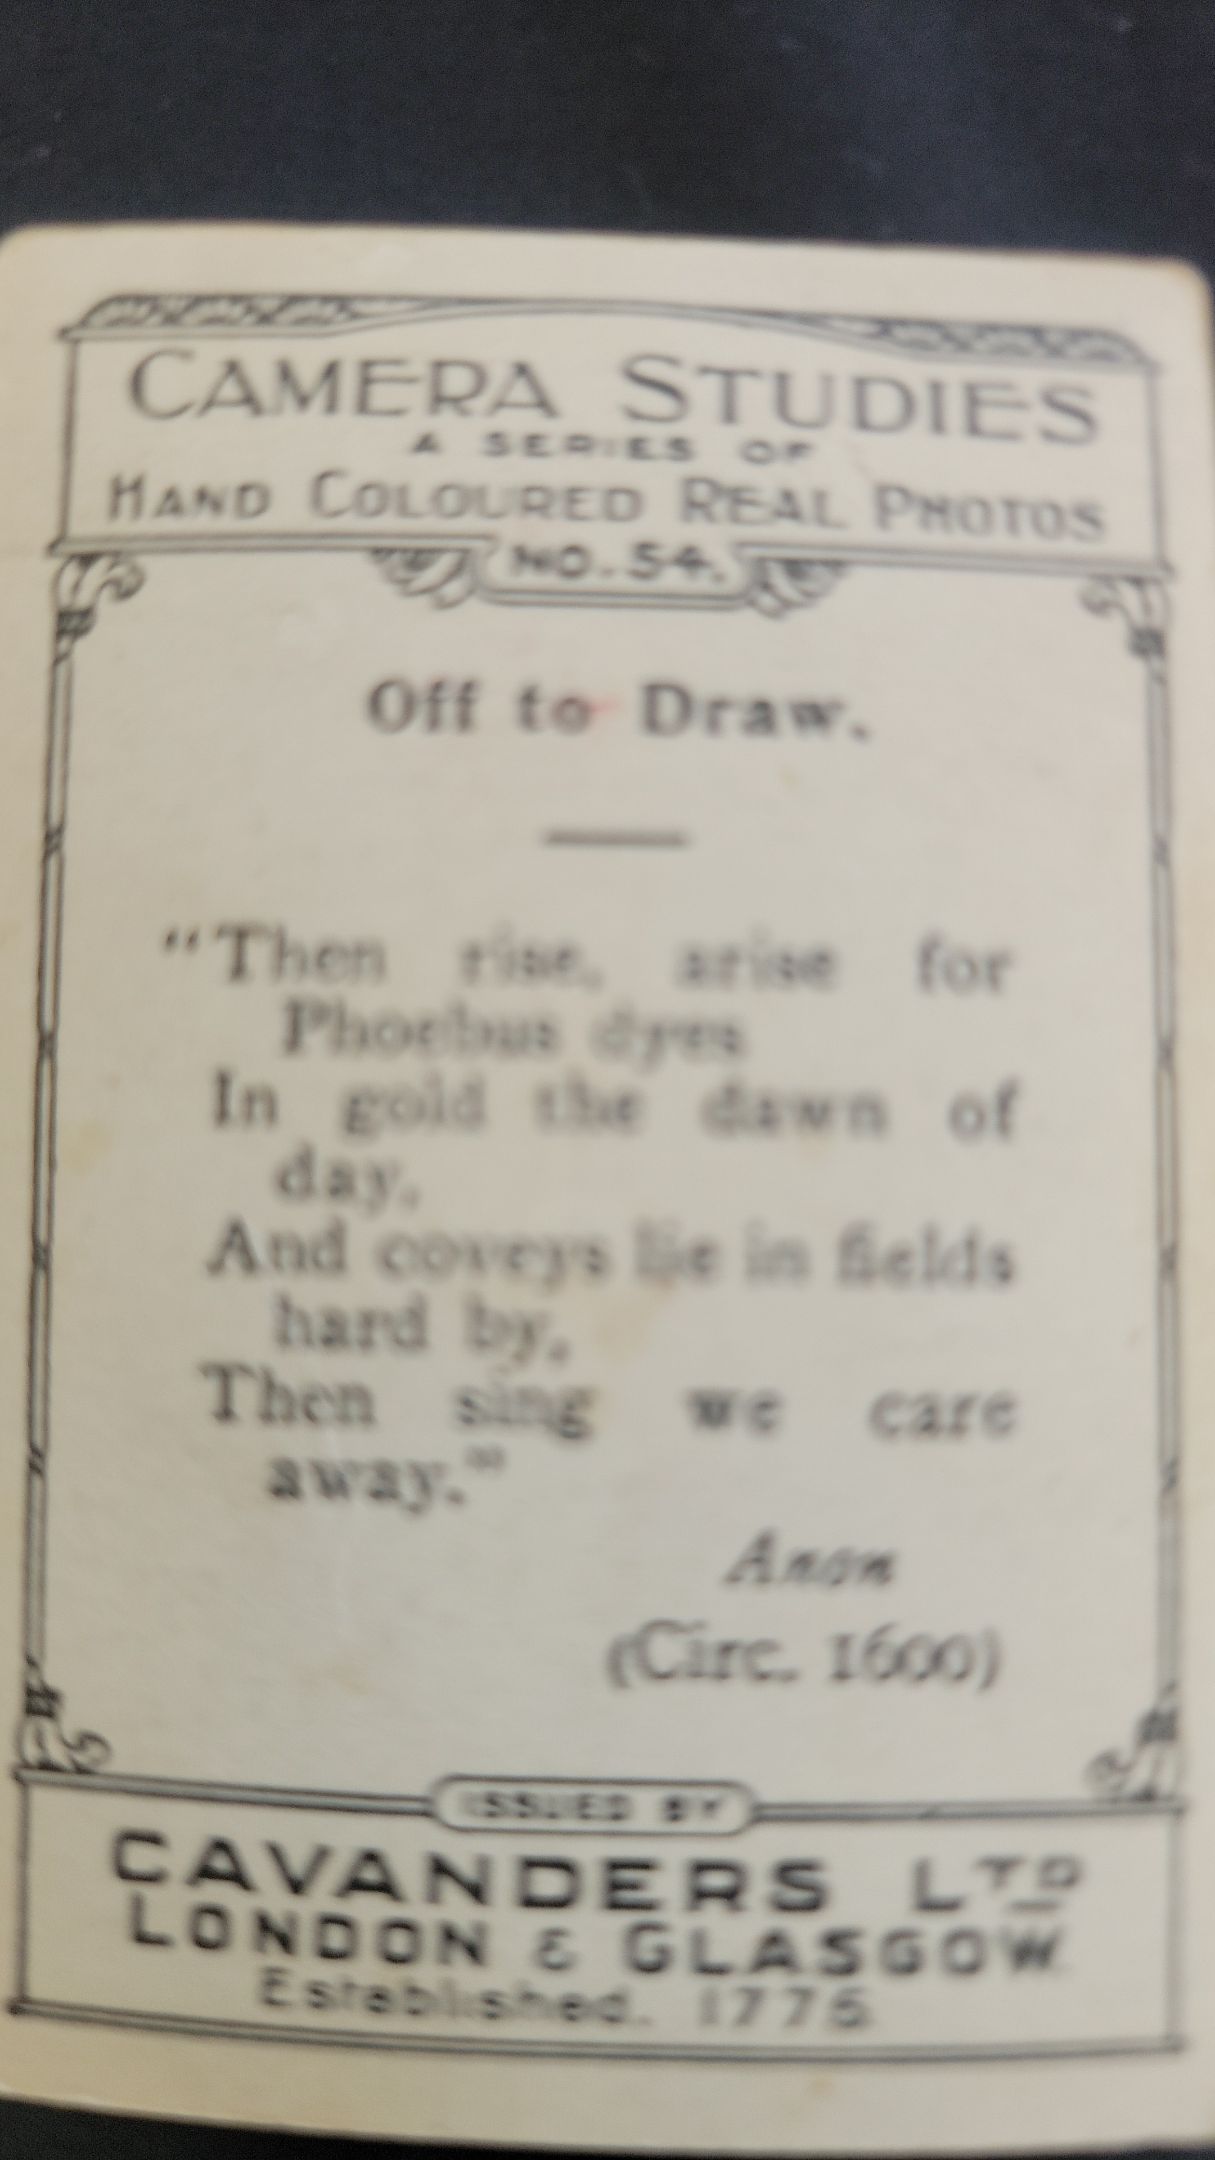 CAMERA STUDIES
A SERIES OF
HAND COLOURED REAL PHOTOS
NO. 54.
Off to Draw.
"Then rise, arise for
Phoebus dyes
In gold the dawn of
day,
And coveys lie in fields
hard by,
Then sing we care
away."
Anon
(Circ. 1600)
ISSUED BY
CAVANDERS LTD
LONDON & GLASGOW.
Established. 1775